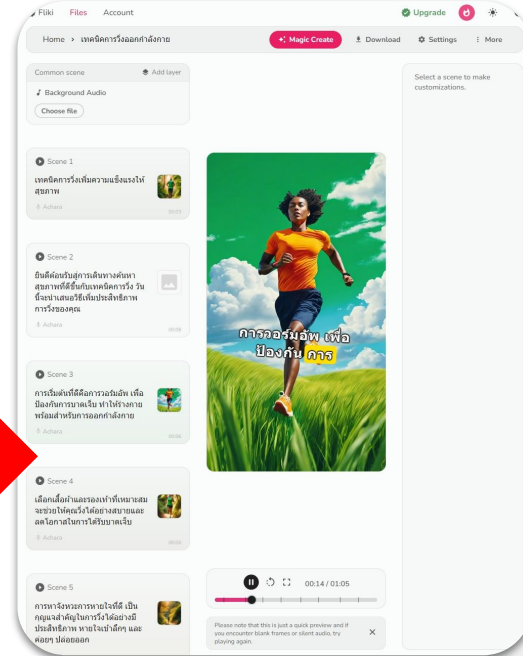 Fliki Files Account
Upgrade
Home > เทคนิควิ่งออกกำลังกาย
Magic Create
Download
Settings
More
Common scene
Add layer
Background Audio
Choose file
Scene 1
เทคนิคการวิ่งเพิ่มความแข็งแรงให้
สุขภาพ
Achara
Scene 2
ยินดีต้อนรับสู่การเดินทางค้นหา
สุขภาพที่ดีขึ้นกับเทคนิคการวิ่ง วัน
นี้จะนำเสนอวิธีเพิ่มประสิทธิภาพ
การวิ่งของคุณ
Achara
Scene 3
การเริ่มต้นที่ดีคือการวอร์มอัพ เพื่อ
ป้องกันการบาดเจ็บ ทำให้ร่างกาย
พร้อมสำหรับการออกกำลังกาย
Achara
Scene 4
เลือกเสื้อผ้าและรองเท้าที่เหมาะสม
จะช่วยให้คุณวิ่งได้อย่างสบายและ
ลดโอกาสในการได้รับบาดเจ็บ
Achara
Scene 5
การหาจังหวะการหายใจที่ดี เป็น
กุญแจสำคัญในการวิ่งได้อย่างมี
ประสิทธิภาพ หายใจเข้าลึกๆ และ
ค่อยๆ ปล่อยออก
การวอร์มอัพ เพื่อ
ป้องกัน การ
00:14 / 01:05
Please note that this is just a quick preview and if
you encounter blank frames or silent audio, try
playing again.
Select a scene to make
customizations.